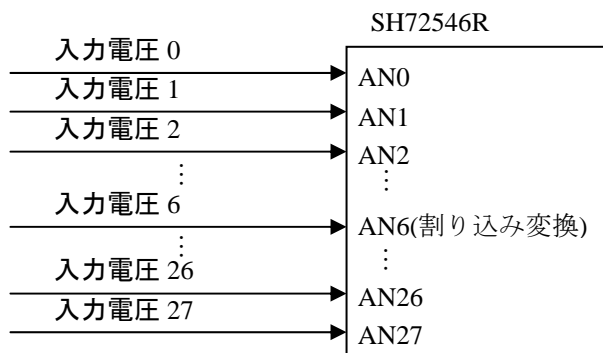 SH72546R
入力電圧 0
AN0
入力電圧 1
AN1
入力電圧 2
AN2
⋮
⋮
入力電圧 6
AN6(割り込み変換)
⋮
⋮
入力電圧 26
AN26
入力電圧 27
AN27